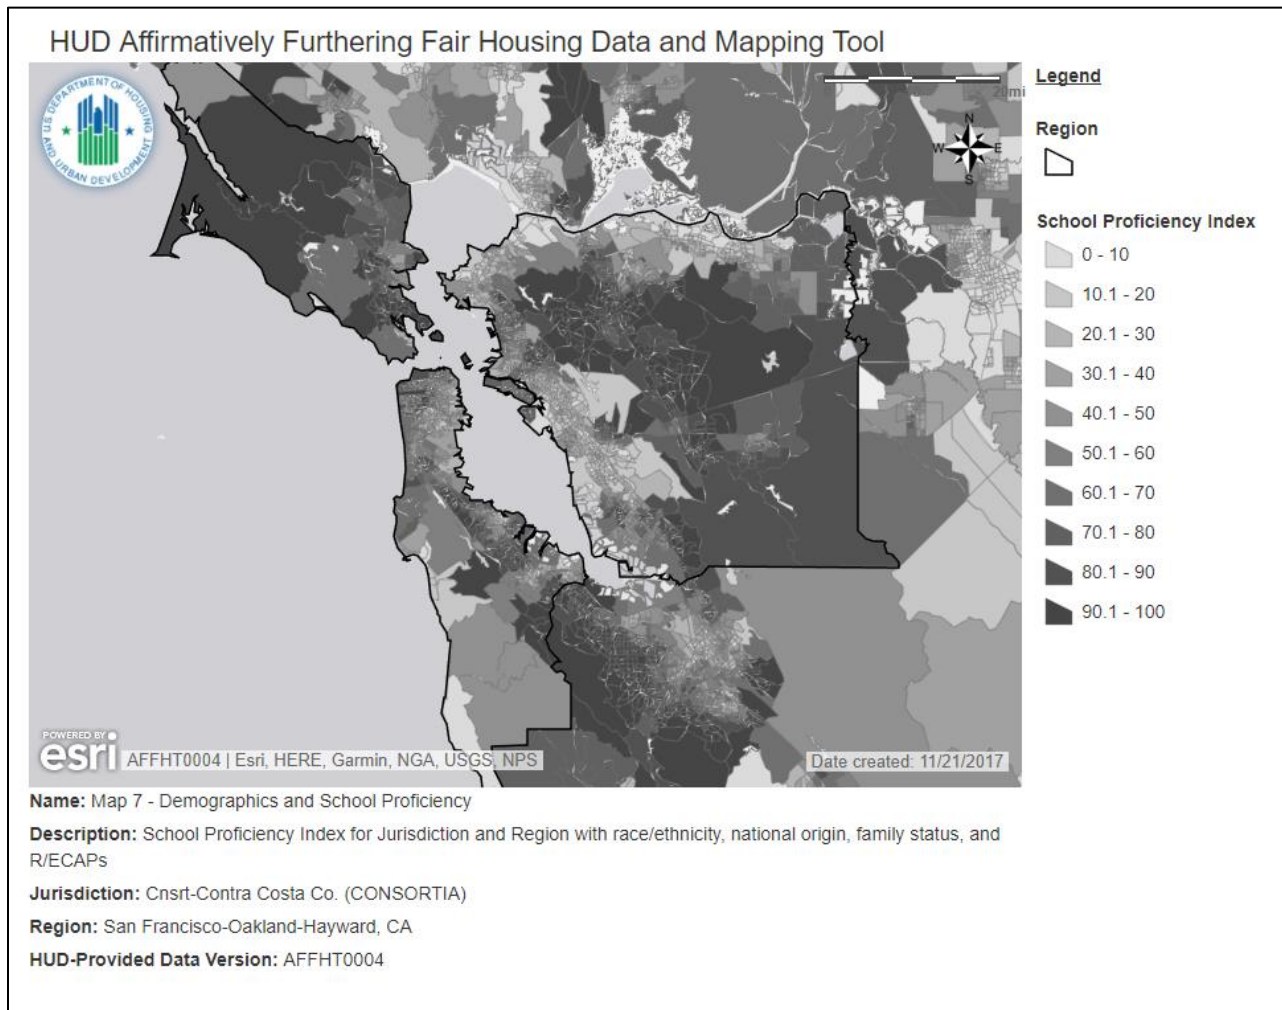 HUD Affirmatively Furthering Fair Housing Data and Mapping Tool
U.S. DEPARTMENT OF HOUSING
AND URBAN DEVELOPMENT
20mi
N
W E
S
Legend
Region
School Proficiency Index
0 - 10
10.1 - 20
20.1 - 30
30.1 - 40
40.1 - 50
50.1 - 60
60.1 - 70
70.1 - 80
80.1 - 90
90.1 - 100
POWERED BY
esri
AFFHT0004 | Esri, HERE, Garmin, NGA, USGS, NPS
Date created: 11/21/2017
Name: Map 7 - Demographics and School Proficiency
Description: School Proficiency Index for Jurisdiction and Region with race/ethnicity, national origin, family status, and
R/ECAPs
Jurisdiction: Cnsrt-Contra Costa Co. (CONSORTIA)
Region: San Francisco-Oakland-Hayward, CA
HUD-Provided Data Version: AFFHT0004